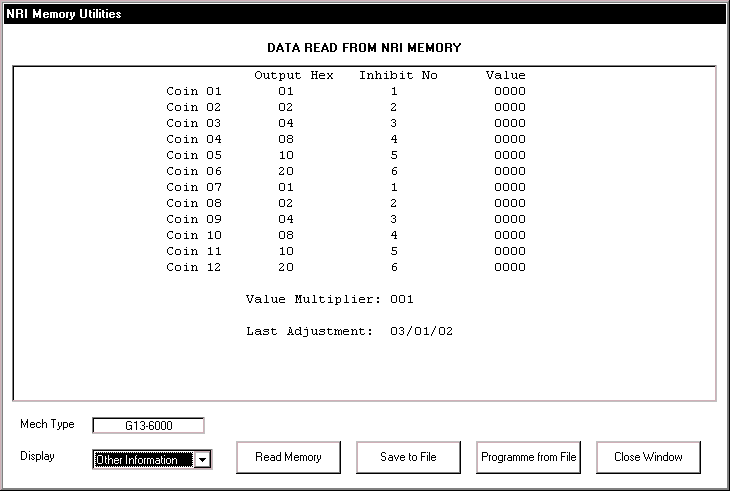 NRI Memory Utilities
DATA READ FROM NRI MEMORY
Output Hex Inhibit No Value
Coin 01 01 1 0000
Coin 02 02 2 0000
Coin 03 04 3 0000
Coin 04 08 4 0000
Coin 05 10 5 0000
Coin 06 20 6 0000
Coin 07 01 1 0000
Coin 08 02 2 0000
Coin 09 04 3 0000
Coin 10 08 4 0000
Coin 11 10 5 0000
Coin 12 20 6 0000
Value Multiplier: 001
Last Adjustment: 03/01/02
Mech Type G13-6000
Display Other Information Read Memory Save to File Programme from File Close Window